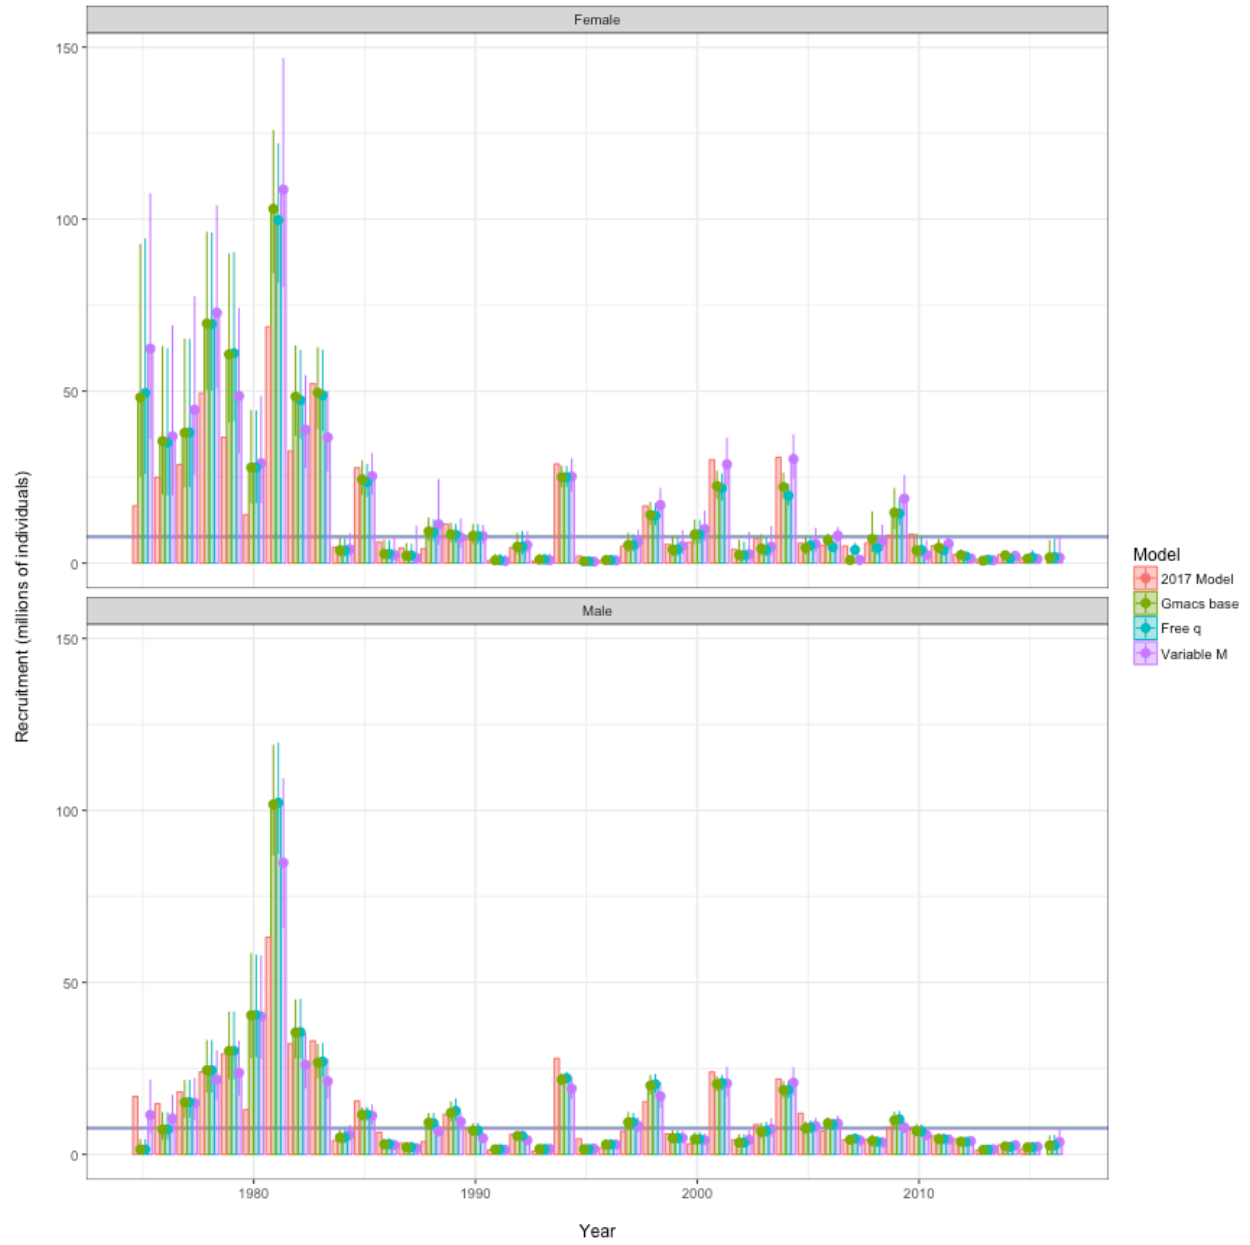 Female
150
100
50
0
Male
150
100
50
0
1980 1990 2000 2010
Year
Recruitment (millions of individuals)
Model
2017 Model
Gmacs base
Free q
Variable M